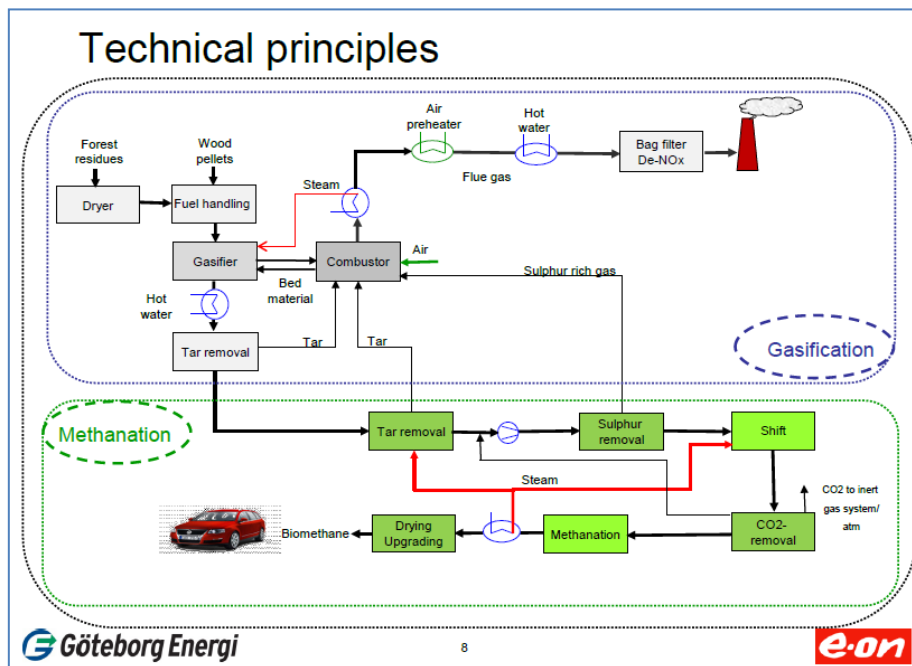 Technical principles
Air
preheater
Hot
water
Forest
residues
Wood
pellets
Bag filter
De-NOx
Steam
Flue gas
Dryer
Fuel handling
Gasifier
Combustor
Air
Bed
material
Sulphur rich gas
Hot
water
Tar removal
Tar
Tar
Gasification
Methanation
Tar removal
Sulphur
removal
Shift
Steam
CO2 to inert
gas system/
atm
Biomethane
Drying
Upgrading
Methanation
CO2-
removal
Göteborg Energi
8
e-on